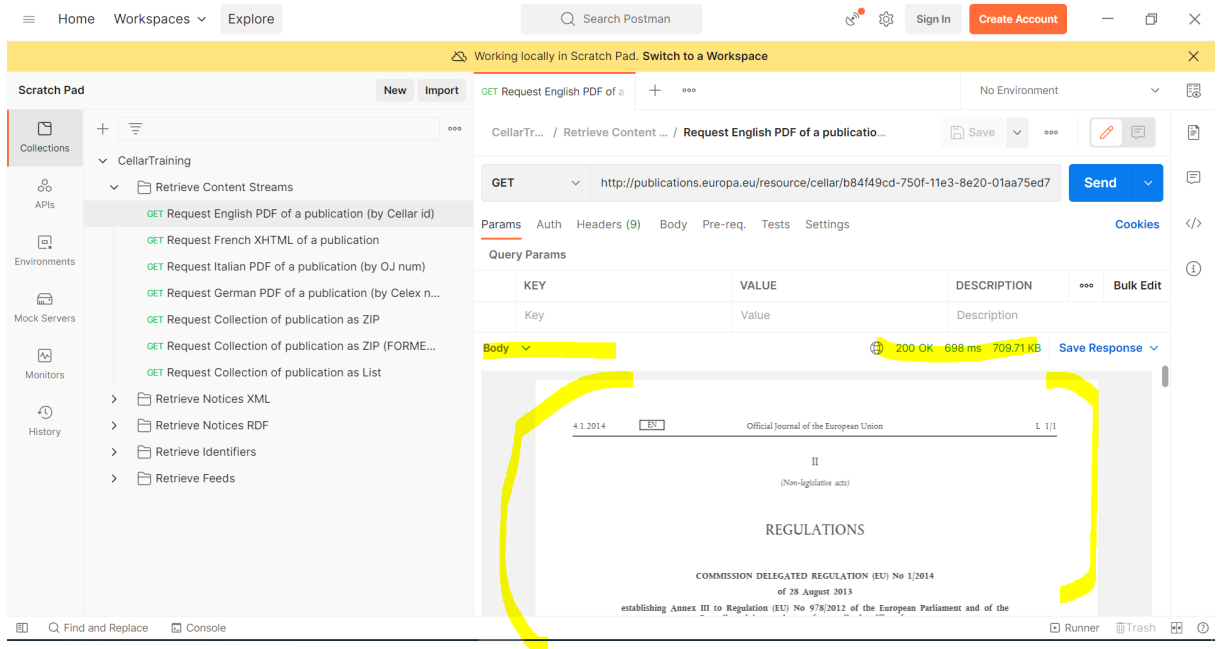 Home Workspaces Explore Search Postman Sign In Create Account
Working locally in Scratch Pad. Switch to a Workspace
Scratch Pad New Import
GET Request English PDF of a
No Environment
Collections
APIs
Environments
Mock Servers
Monitors
History
CellarTraining
Retrieve Content Streams
GET Request English PDF of a publication (by Cellar id)
GET Request French XHTML of a publication
GET Request Italian PDF of a publication (by OJ num)
GET Request German PDF of a publication (by Celex n...
GET Request Collection of publication as ZIP
GET Request Collection of publication as ZIP (FORME...
GET Request Collection of publication as List
Retrieve Notices XML
Retrieve Notices RDF
Retrieve Identifiers
Retrieve Feeds
CellarTr... / Retrieve Content ... / Request English PDF of a publicatio... Save
GET http://publications.europa.eu/resource/cellar/b84f49cd-750f-11e3-8e20-01aa75ed7 Send
Params Auth Headers (9) Body Pre-req. Tests Settings Cookies
Query Params
KEY VALUE DESCRIPTION Bulk Edit
Key Value Description
Body 200 OK 698 ms 709.71 KB Save Response
4.1.2014 EN Official Journal of the European Union L 1/1
II
(Non-legislative acts)
REGULATIONS
COMMISSION DELEGATED REGULATION (EU) No 1/2014
of 28 August 2013
establishing Annex III to Regulation (EU) No 978/2012 of the European Parliament and of the
Find and Replace Console Runner Trash